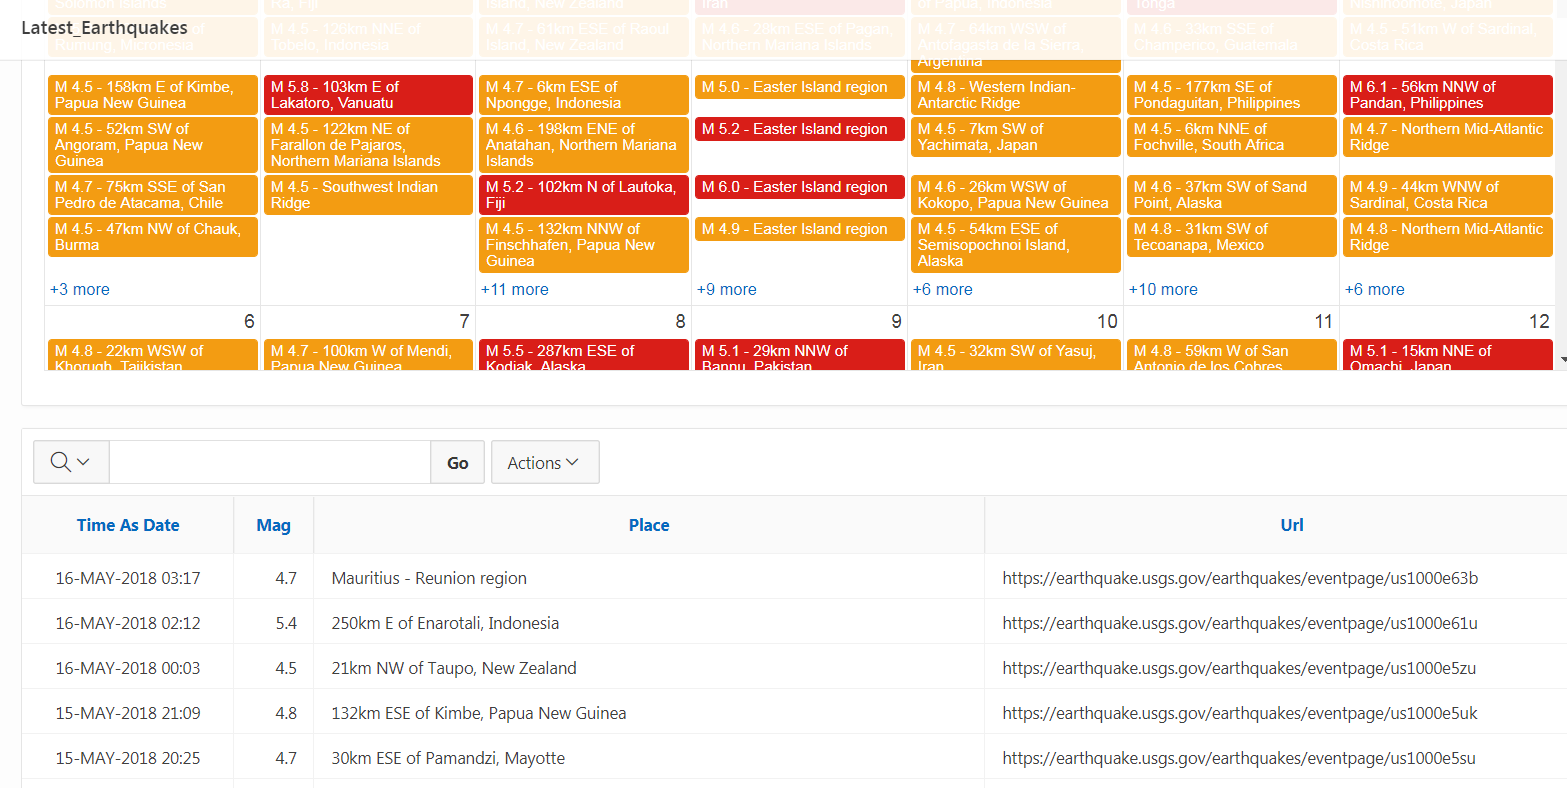 Solomon Islands
Ra, Fiji
Island, New Zealand
Iran
of Papua, Indonesia
Tonga
Nishinoomote, Japan
Latest_Earthquakes
of
Rumung, Micronesia
M 4.5 - 126km NNE of
Tobelo, Indonesia
M 4.7 - 61km ESE of Raoul
Island, New Zealand
M 4.6 - 28km ESE of Pagan,
Northern Mariana Islands
M 4.7 - 64km WSW of
Antofagasta de la Sierra,
Argentina
M 4.6 - 33km SSE of
Champerico, Guatemala
M 4.5 - 51km W of Sardinal,
Costa Rica
M 4.5 - 158km E of Kimbe,
Papua New Guinea
M 5.8 - 103km E of
Lakatoro, Vanuatu
M 4.7 - 6km ESE of
Npongge, Indonesia
M 5.0 - Easter Island region
M 4.8 - Western Indian-
Antarctic Ridge
M 4.5 - 177km SE of
Pondaguitan, Philippines
M 6.1 - 56km NNW of
Pandan, Philippines
M 4.5 - 52km SW of
Angoram, Papua New
Guinea
M 4.5 - 122km NE of
Farallon de Pajaros,
Northern Mariana Islands
M 4.6 - 198km ENE of
Anatahan, Northern Mariana
Islands
M 5.2 - Easter Island region
M 4.5 - 7km SW of
Yachimata, Japan
M 4.5 - 6km NNE of
Fochville, South Africa
M 4.7 - Northern Mid-Atlantic
Ridge
M 4.7 - 75km SSE of San
Pedro de Atacama, Chile
M 4.5 - Southwest Indian
Ridge
M 5.2 - 102km N of Lautoka,
Fiji
M 6.0 - Easter Island region
M 4.6 - 26km WSW of
Kokopo, Papua New Guinea
M 4.6 - 37km SW of Sand
Point, Alaska
M 4.9 - 44km WNW of
Sardinal, Costa Rica
M 4.5 - 47km NW of Chauk,
Burma
M 4.5 - 132km NNW of
Finschhafen, Papua New
Guinea
M 4.9 - Easter Island region
M 4.5 - 54km ESE of
Semisopochnoi Island,
Alaska
M 4.8 - 31km SW of
Tecoanapa, Mexico
M 4.8 - Northern Mid-Atlantic
Ridge
+3 more
+11 more
+9 more
+6 more
+10 more
+6 more
6
7
8
9
10
11
12
M 4.8 - 22km WSW of
Khorugh, Tajikistan
M 4.7 - 100km W of Mendi,
Papua New Guinea
M 5.5 - 287km ESE of
Kodiak, Alaska
M 5.1 - 29km NNW of
Bannu, Pakistan
M 4.5 - 32km SW of Yasuj,
Iran
M 4.8 - 59km W of San
Antonio de los Cobres,
M 5.1 - 15km NNE of
Omachi, Japan
Go
Actions
Time As Date Mag Place Url
16-MAY-2018 03:17 4.7 Mauritius - Reunion region https://earthquake.usgs.gov/earthquakes/eventpage/us1000e63b
16-MAY-2018 02:12 5.4 250km E of Enarotali, Indonesia https://earthquake.usgs.gov/earthquakes/eventpage/us1000e61u
16-MAY-2018 00:03 4.5 21km NW of Taupo, New Zealand https://earthquake.usgs.gov/earthquakes/eventpage/us1000e5zu
15-MAY-2018 21:09 4.8 132km ESE of Kimbe, Papua New Guinea https://earthquake.usgs.gov/earthquakes/eventpage/us1000e5uk
15-MAY-2018 20:25 4.7 30km ESE of Pamandzi, Mayotte https://earthquake.usgs.gov/earthquakes/eventpage/us1000e5su